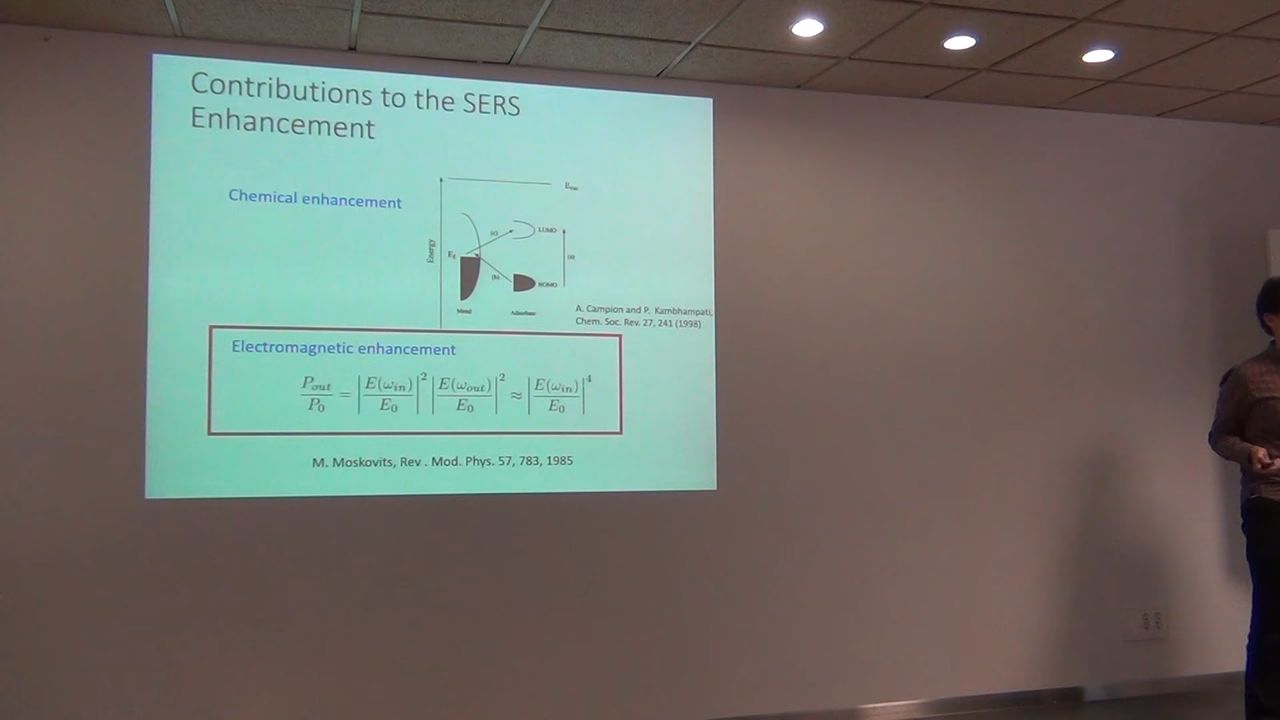 Contributions to the SERS
Enhancement
Chemical enhancement
Energy
E_F
(c)
LUMO
(a)
(b)
HOMO
Metal
A. Campion and P. Kambhampati,
Chem. Soc. Rev. 27, 241 (1998)
Electromagnetic enhancement
P_out/P_0 = |E(ω_in)/E_0|^2 |E(ω_out)/E_0|^2 ≈ |E(ω_in)/E_0|^4
M. Moskovits, Rev . Mod. Phys. 57, 783, 1985